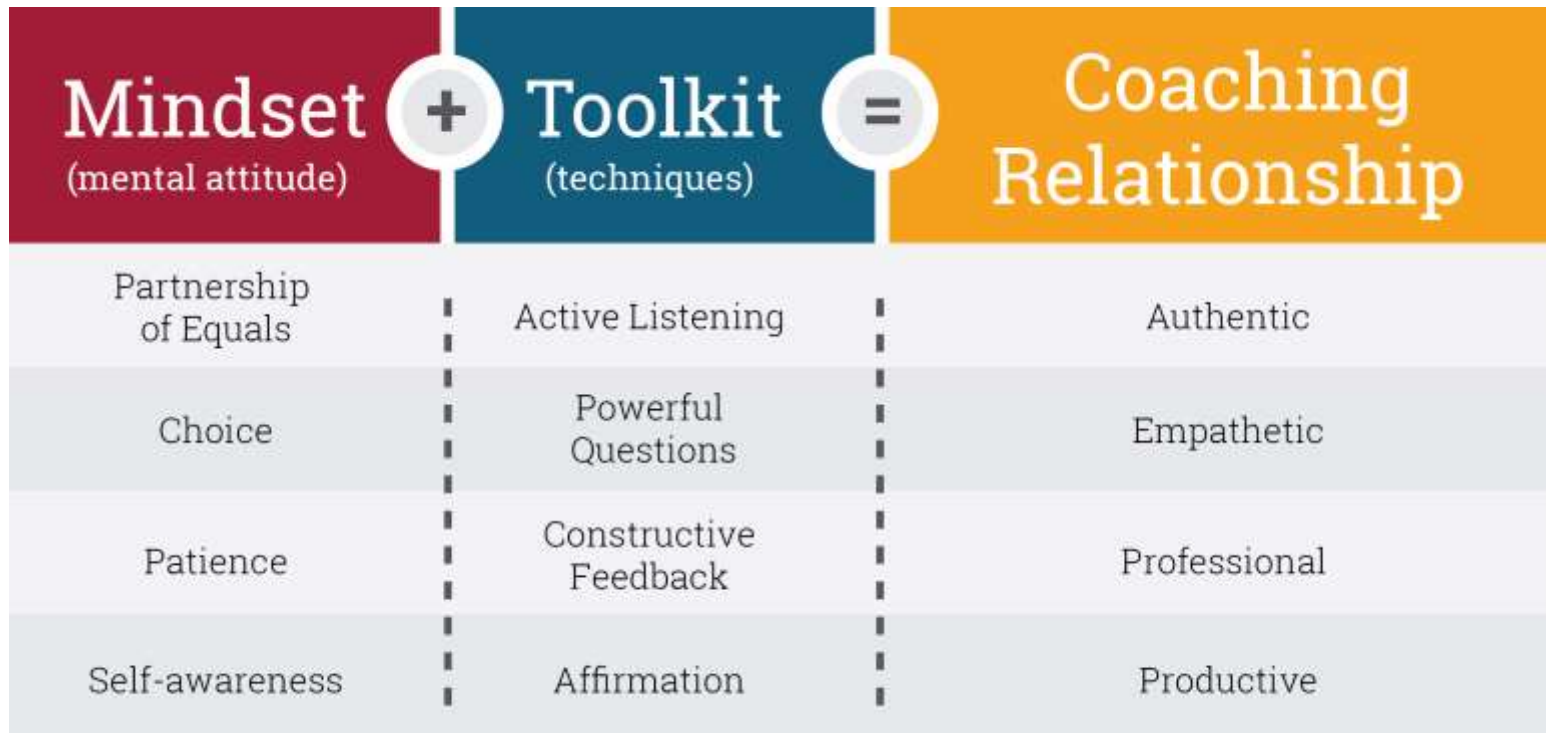 Mindset
(mental attitude)
+
Toolkit
(techniques)
=
Coaching
Relationship
Partnership
of Equals
Active Listening
Authentic
Choice
Powerful
Questions
Empathetic
Patience
Constructive
Feedback
Professional
Self-awareness
Affirmation
Productive